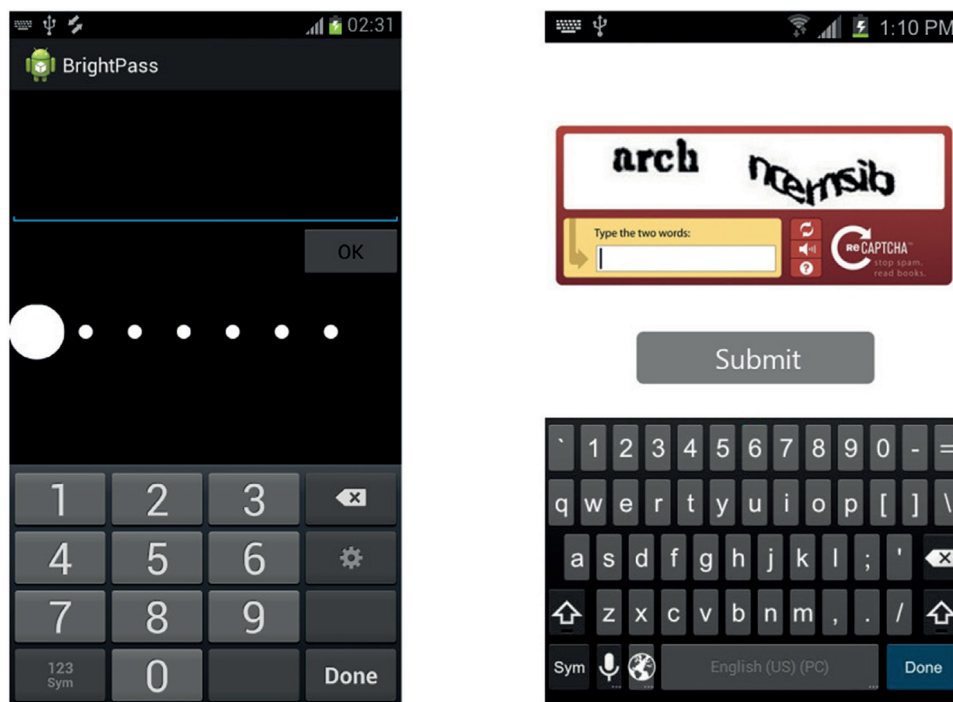 02:31
BrightPass
OK
1 2 3
4 5 6
7 8 9
123
Sym
0 Done
1:10 PM
arch ncemsib
Type the two words:
reCAPTCHA™
stop spam.
read books.
Submit
` 1 2 3 4 5 6 7 8 9 0 - =
q w e r t y u i o p [ ] \
a s d f g h j k l ; '
z x c v b n m , . /
Sym English (US) (PC) Done